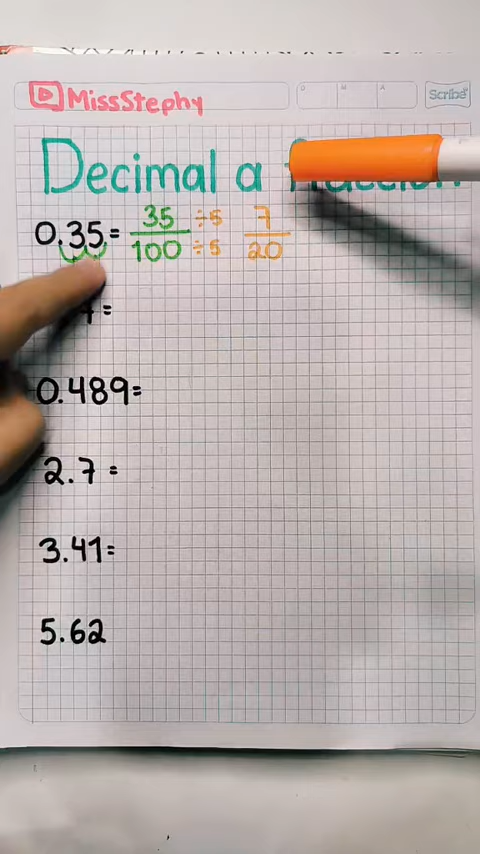 MissStephy
D M A
Scribe
Decimal a
0.35 = 35/100 ÷5/÷5 7/20
7 =
0.489=
2.7 =
3.41=
5.62